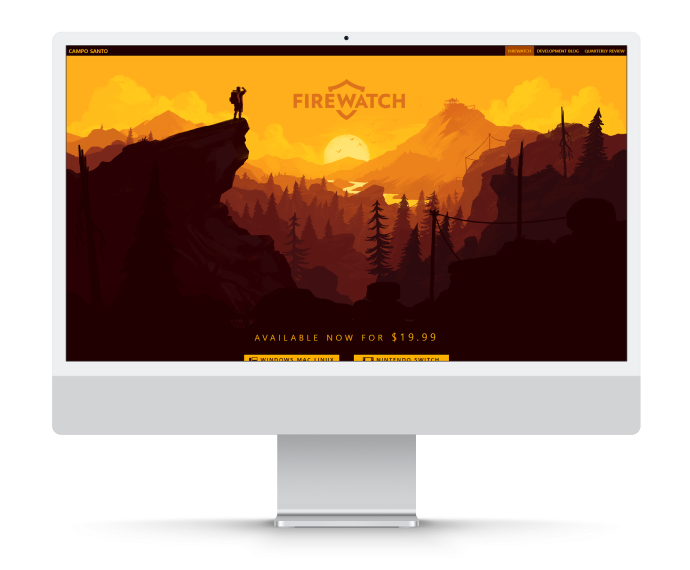 CAMPO SANTO
FIREWATCH DEVELOPMENT BLOG QUARTERLY REVIEW
FIREWATCH
AVAILABLE NOW FOR $19.99
WINDOWS MAC LINUX NINTENDO SWITCH